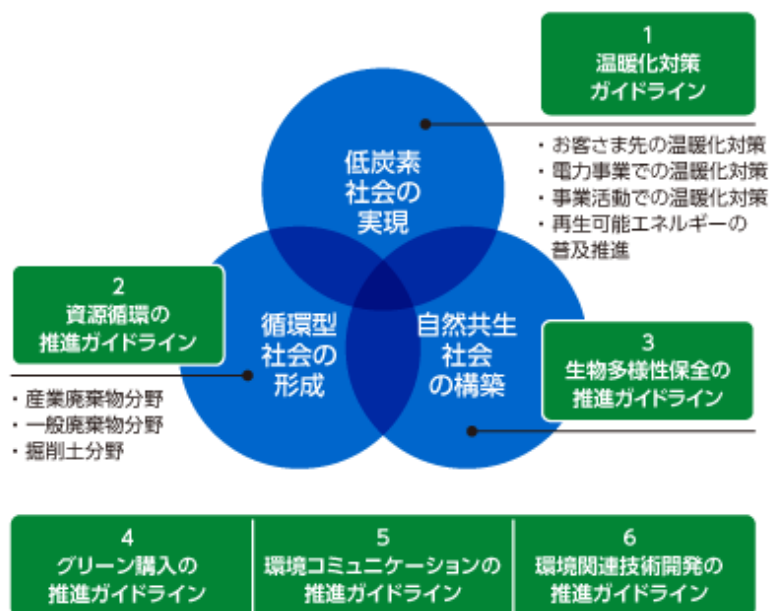 1
温暖化対策
ガイドライン
・お客さま先の温暖化対策
・電力事業での温暖化対策
・事業活動での温暖化対策
・再生可能エネルギーの
普及推進
低炭素
社会の
実現
2
資源循環の
推進ガイドライン
・産業廃棄物分野
・一般廃棄物分野
・掘削土分野
循環型
社会の
形成
自然共生
社会
の構築
3
生物多様性保全の
推進ガイドライン
4
グリーン購入の
推進ガイドライン
5
環境コミュニケーションの
推進ガイドライン
6
環境関連技術開発の
推進ガイドライン